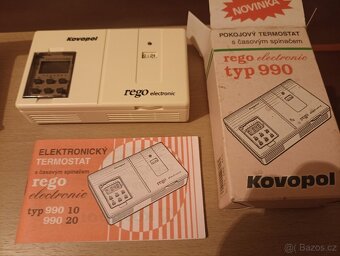 Kovopol
rego electronic
NOVINKA
POKOJOVÝ TERMOSTAT
s časovým spínačem
rego electronic
typ 990
Kovopol
ELEKTRONICKÝ
TERMOSTAT
s časovým spínačem
rego
electronic
typ 990 10
990 20
Sbazos.cz